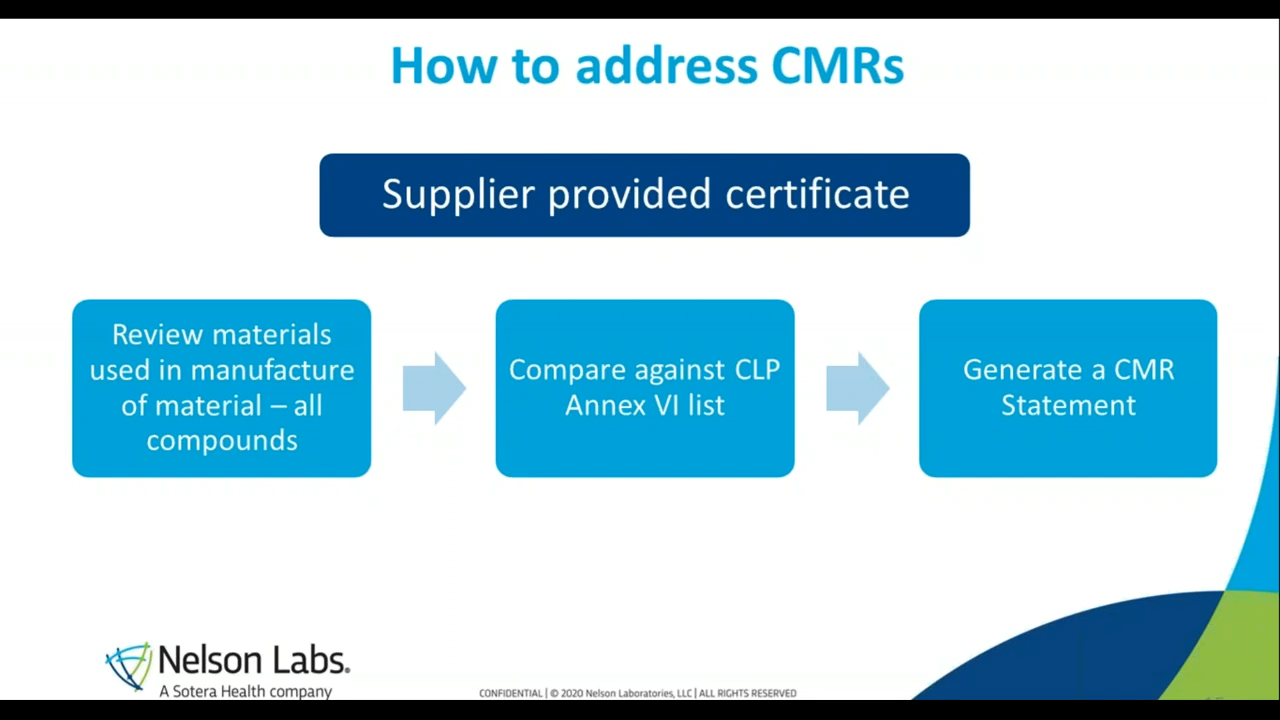 How to address CMRs
Supplier provided certificate
Review materials
used in manufacture
of material – all
compounds
Compare against CLP
Annex VI list
Generate a CMR
Statement
Nelson Labs®
A Sotera Health company
CONFIDENTIAL | © 2020 Nelson Laboratories, LLC | ALL RIGHTS RESERVED